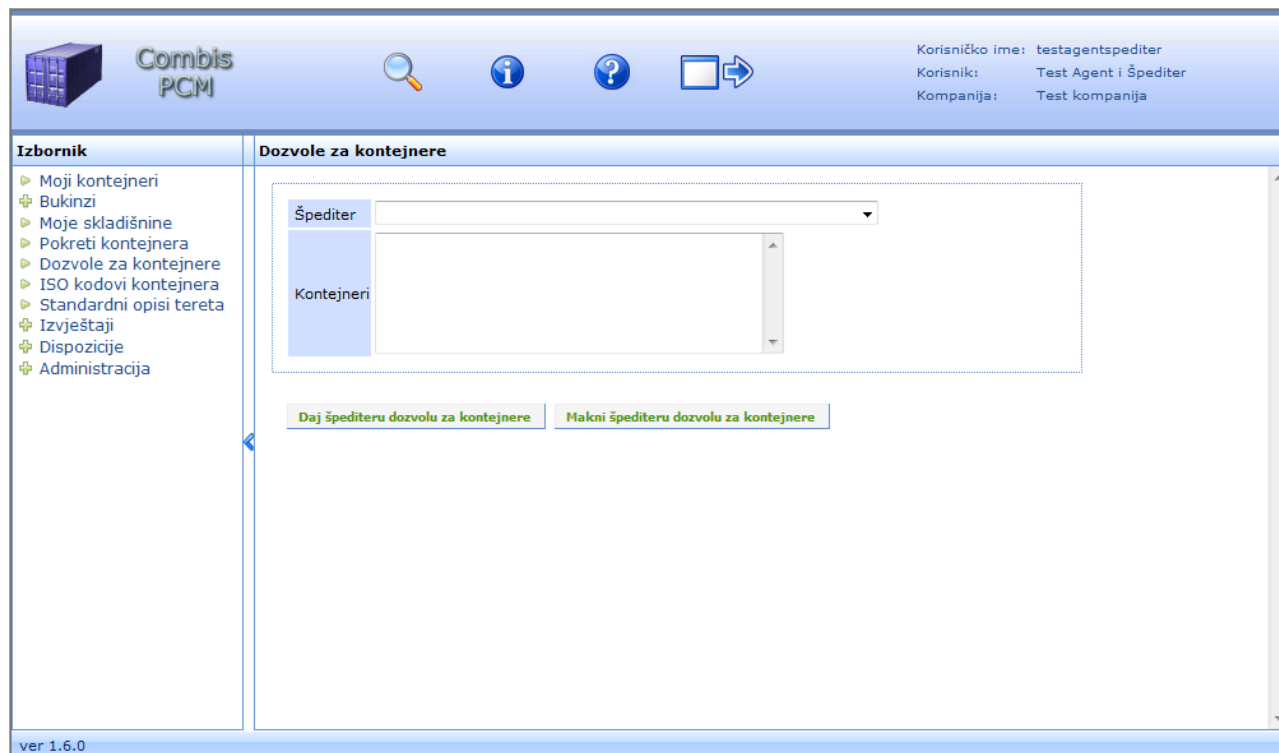 Combis
PCM
Korisničko ime: testagentspediter
Korisnik: Test Agent i Špediter
Kompanija: Test kompanija
Izbornik
Moji kontejneri
Bukinzi
Moje skladišnine
Pokreti kontejnera
Dozvole za kontejnere
ISO kodovi kontejnera
Standardni opisi tereta
Izvještaji
Dispozicije
Administracija
Dozvole za kontejnere
Špediter
Kontejneri
Daj špediteru dozvolu za kontejnere Makni špediteru dozvolu za kontejnere
ver 1.6.0